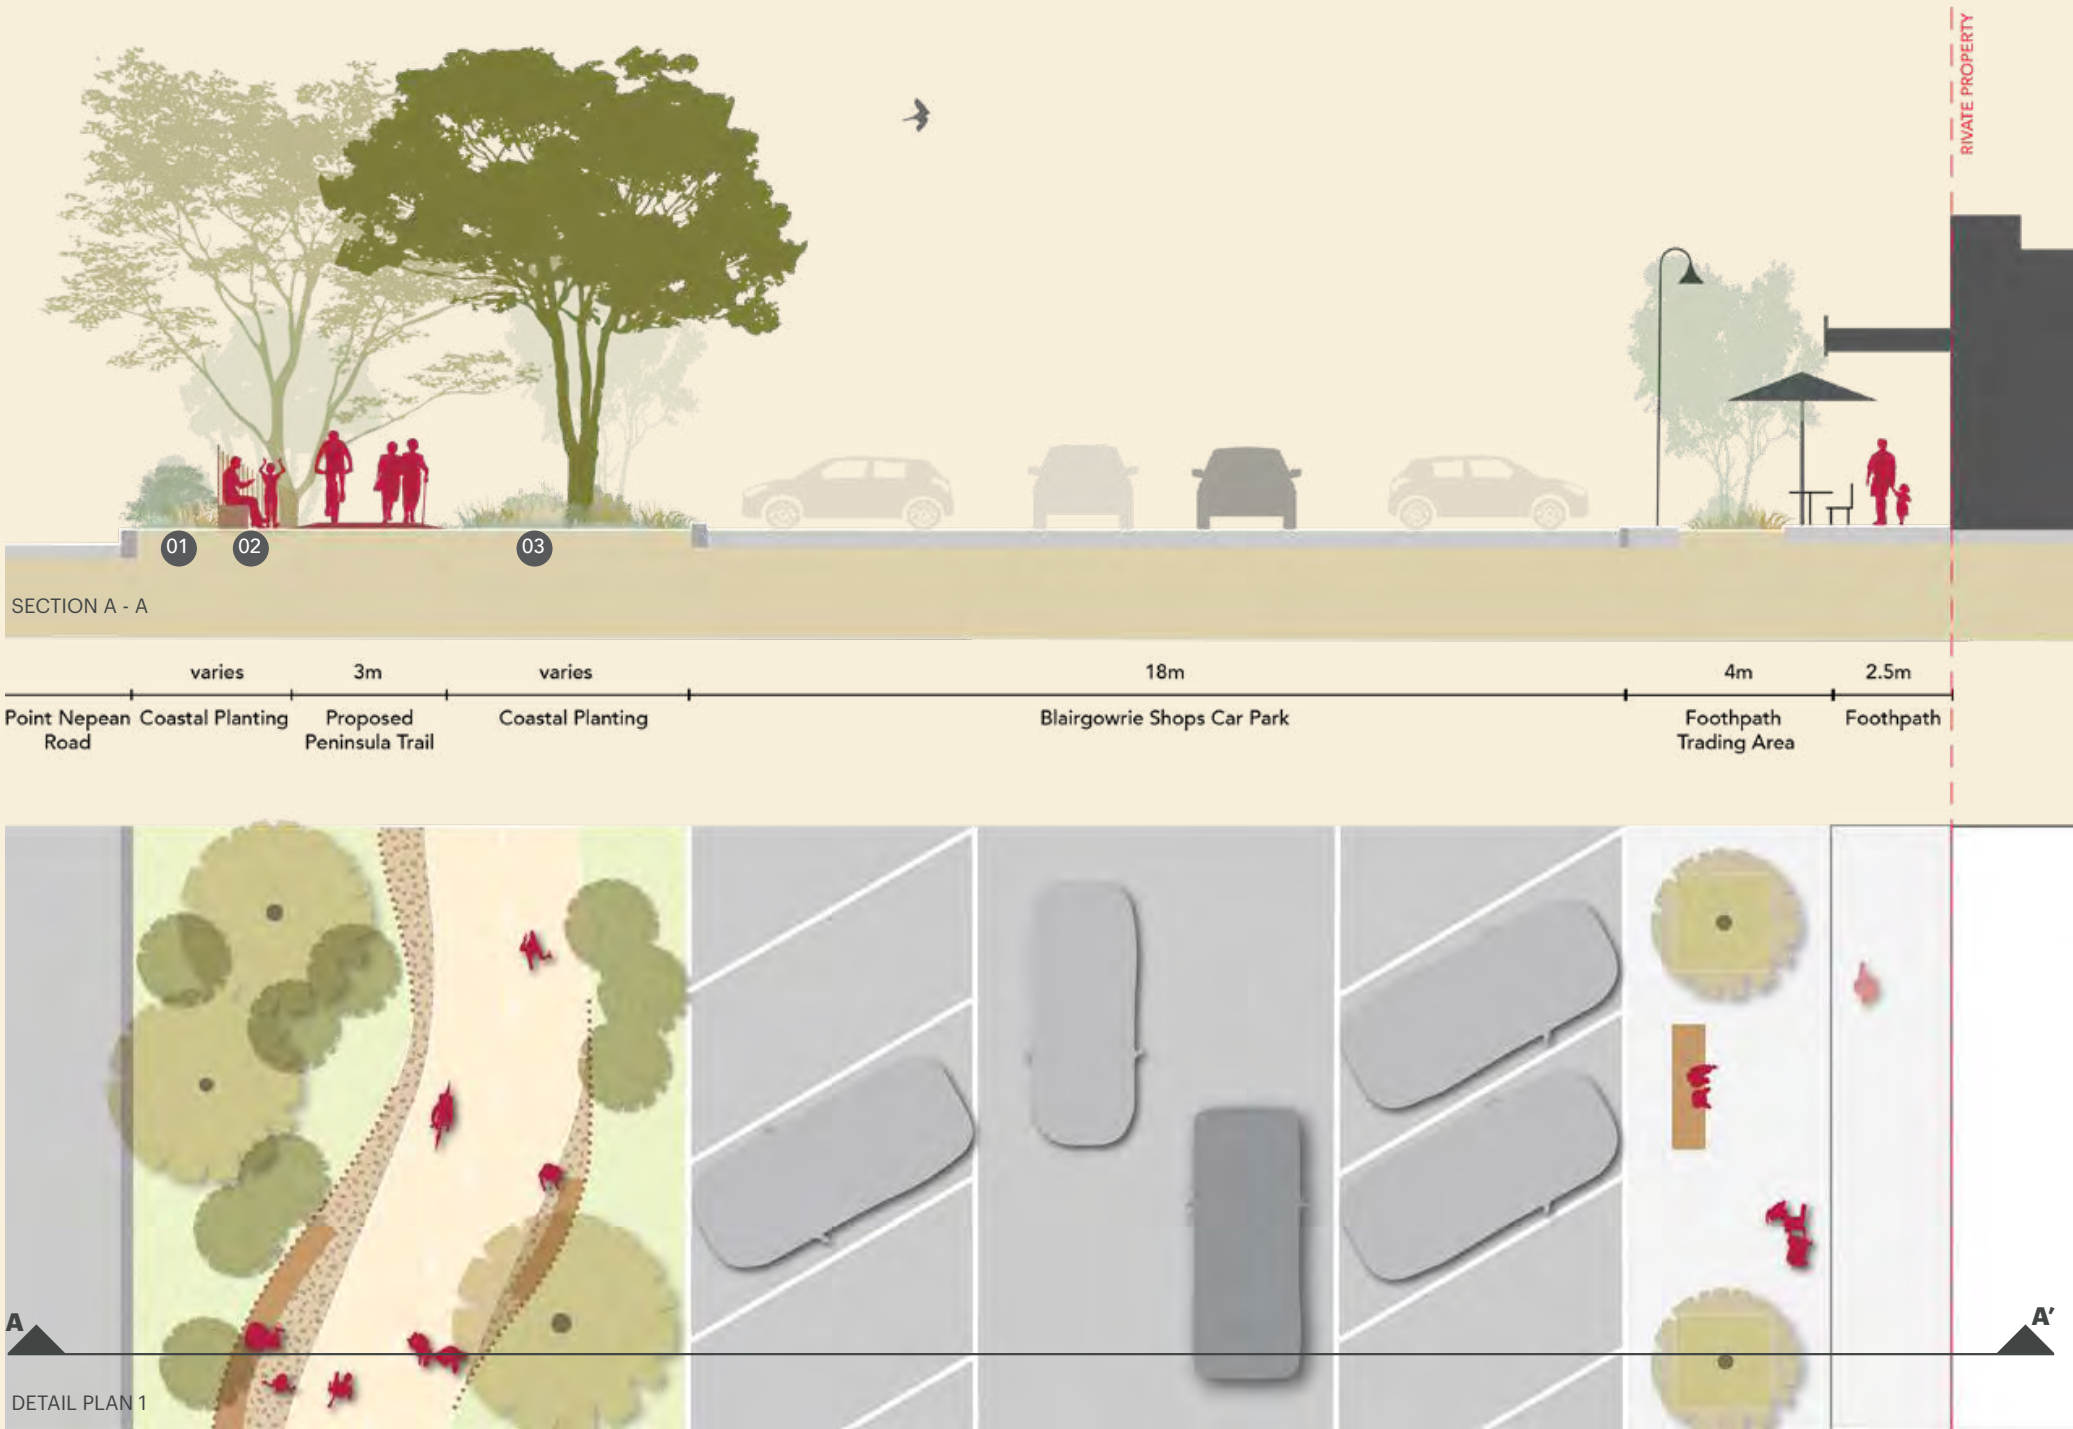 RIVATE PROPERTY
01
02
03
SECTION A - A
varies
3m
varies
18m
4m
2.5m
Point Nepean
Road
Coastal Planting
Proposed
Peninsula Trail
Coastal Planting
Blairgowrie Shops Car Park
Foothpath
Trading Area
Foothpath
A
A'
DETAIL PLAN 1